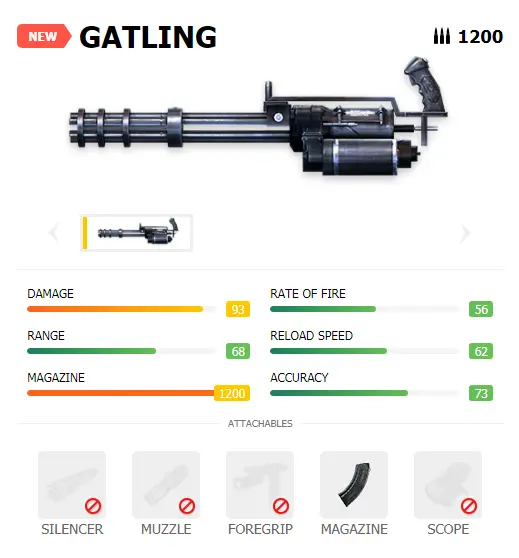 NEW GATLING 1200
DAMAGE 93 RATE OF FIRE 56
RANGE 68 RELOAD SPEED 62
MAGAZINE 1200 ACCURACY 73
ATTACHABLES
SILENCER MUZZLE FOREGRIP MAGAZINE SCOPE